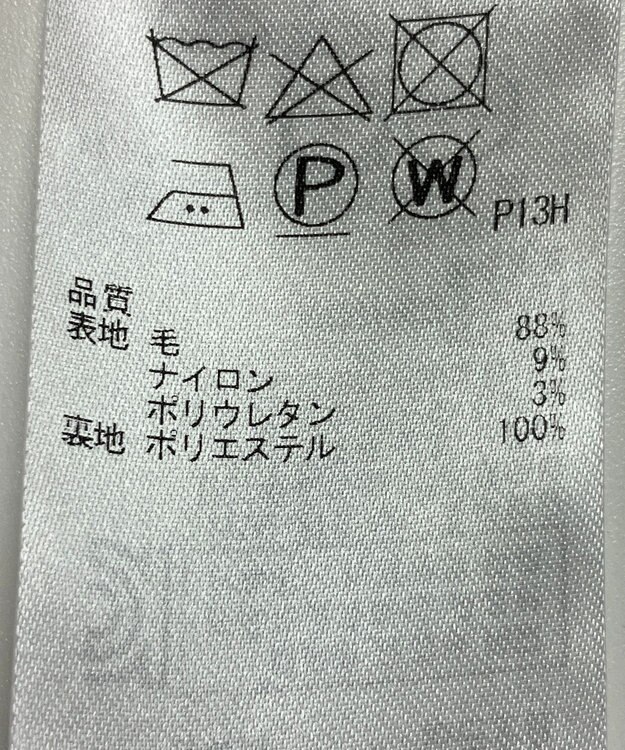 P W P13H
品質
表地 毛 88%
ナイロン 9%
ポリウレタン 3%
裏地 ポリエステル 100%